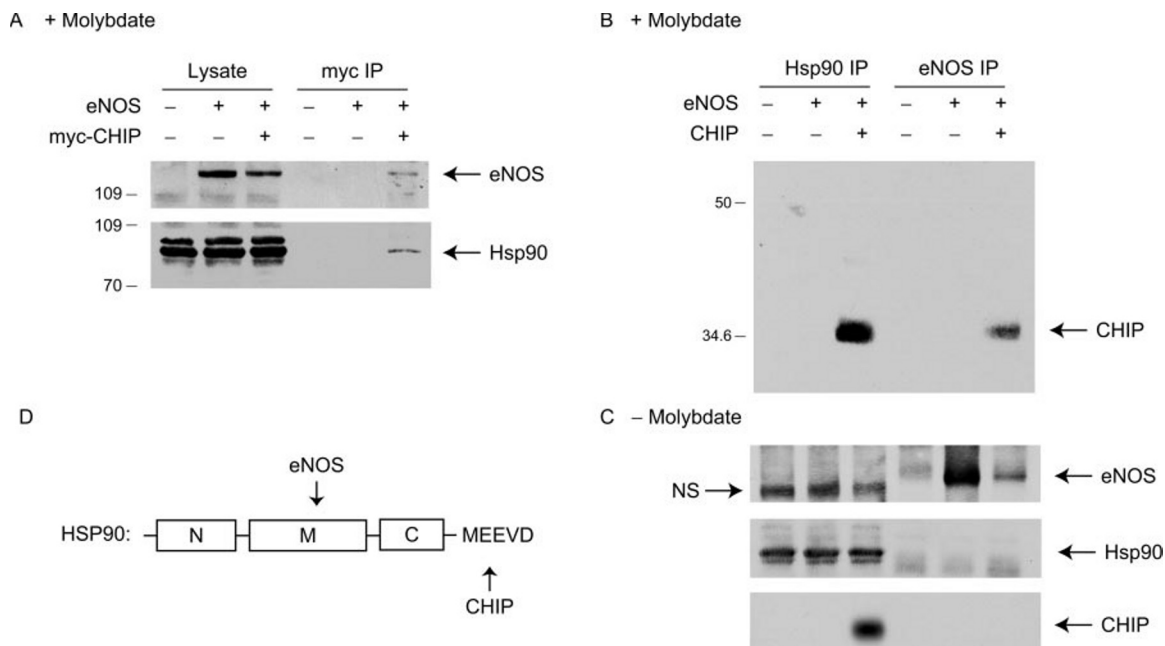 A + Molybdate
Lysate myc IP
eNOS – + + – + +
myc-CHIP – – + – – +
eNOS
109 –
109 –
Hsp90
70 –
B + Molybdate
Hsp90 IP eNOS IP
eNOS – + + – + +
CHIP – – + – – +
50 –
34.6 –
CHIP
D
eNOS
HSP90: N M C MEEVD
CHIP
C – Molybdate
eNOS
NS
Hsp90
CHIP